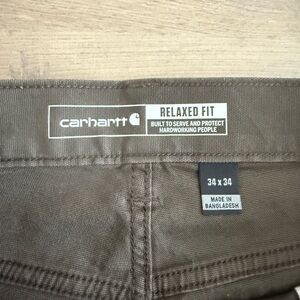 carhartt
RELAXED FIT
BUILT TO SERVE AND PROTECT
HARDWORKING PEOPLE
34 x 34
MADE IN
BANGLADESH